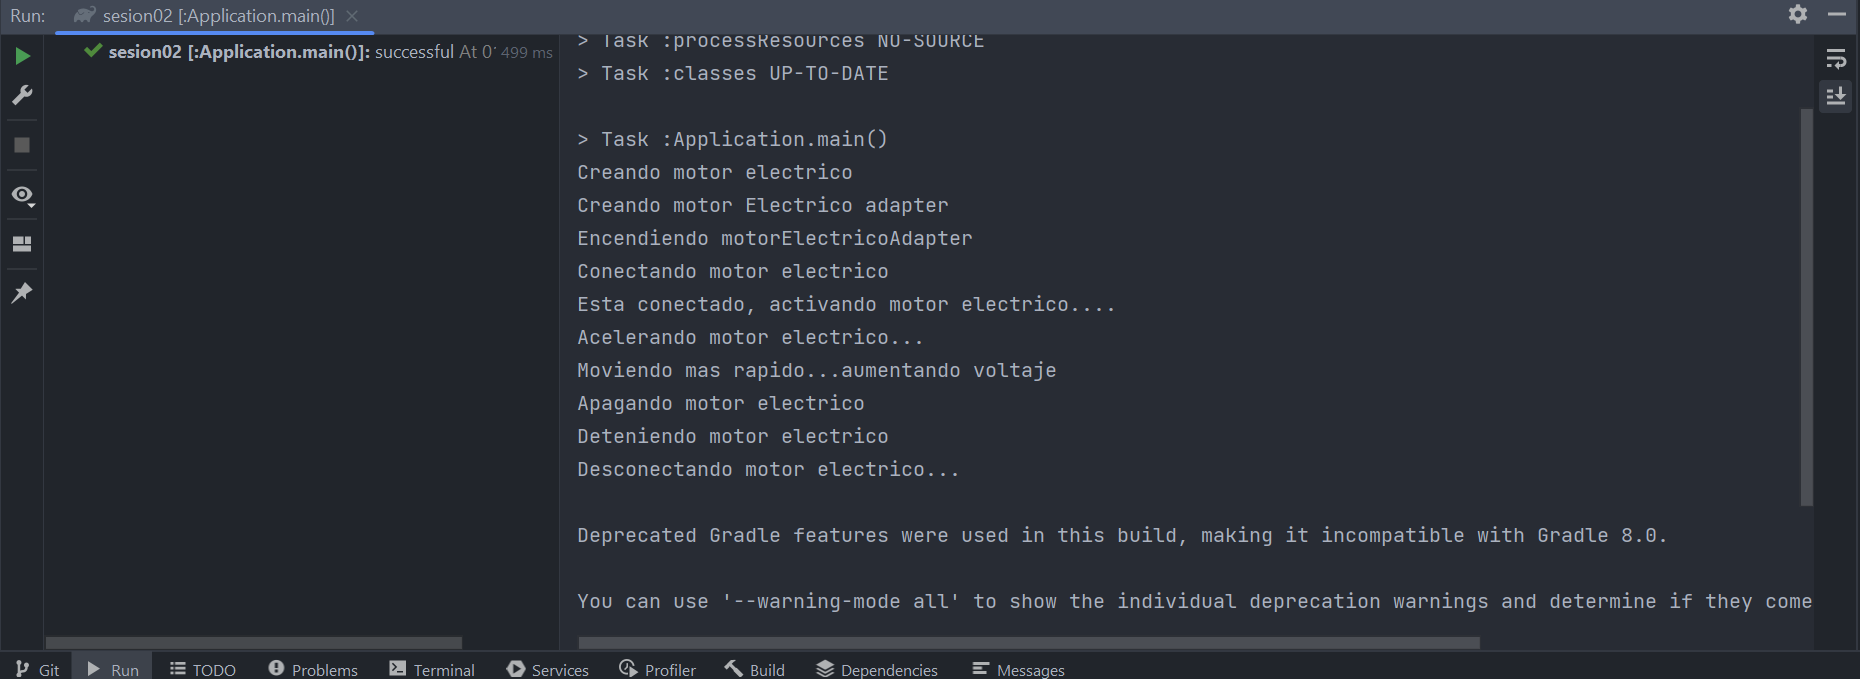 Run: sesion02 [:Application.main()]
sesion02 [:Application.main()]: successful At 0 499 ms
> Task :processResources NO-SOURCE
> Task :classes UP-TO-DATE
> Task :Application.main()
Creando motor electrico
Creando motor Electrico adapter
Encendiendo motorElectricoAdapter
Conectando motor electrico
Esta conectado, activando motor electrico....
Acelerando motor electrico...
Moviendo mas rapido...aumentando voltaje
Apagando motor electrico
Deteniendo motor electrico
Desconectando motor electrico...
Deprecated Gradle features were used in this build, making it incompatible with Gradle 8.0.
You can use '--warning-mode all' to show the individual deprecation warnings and determine if they come
Git Run TODO Problems Terminal Services Profiler Build Dependencies Messages